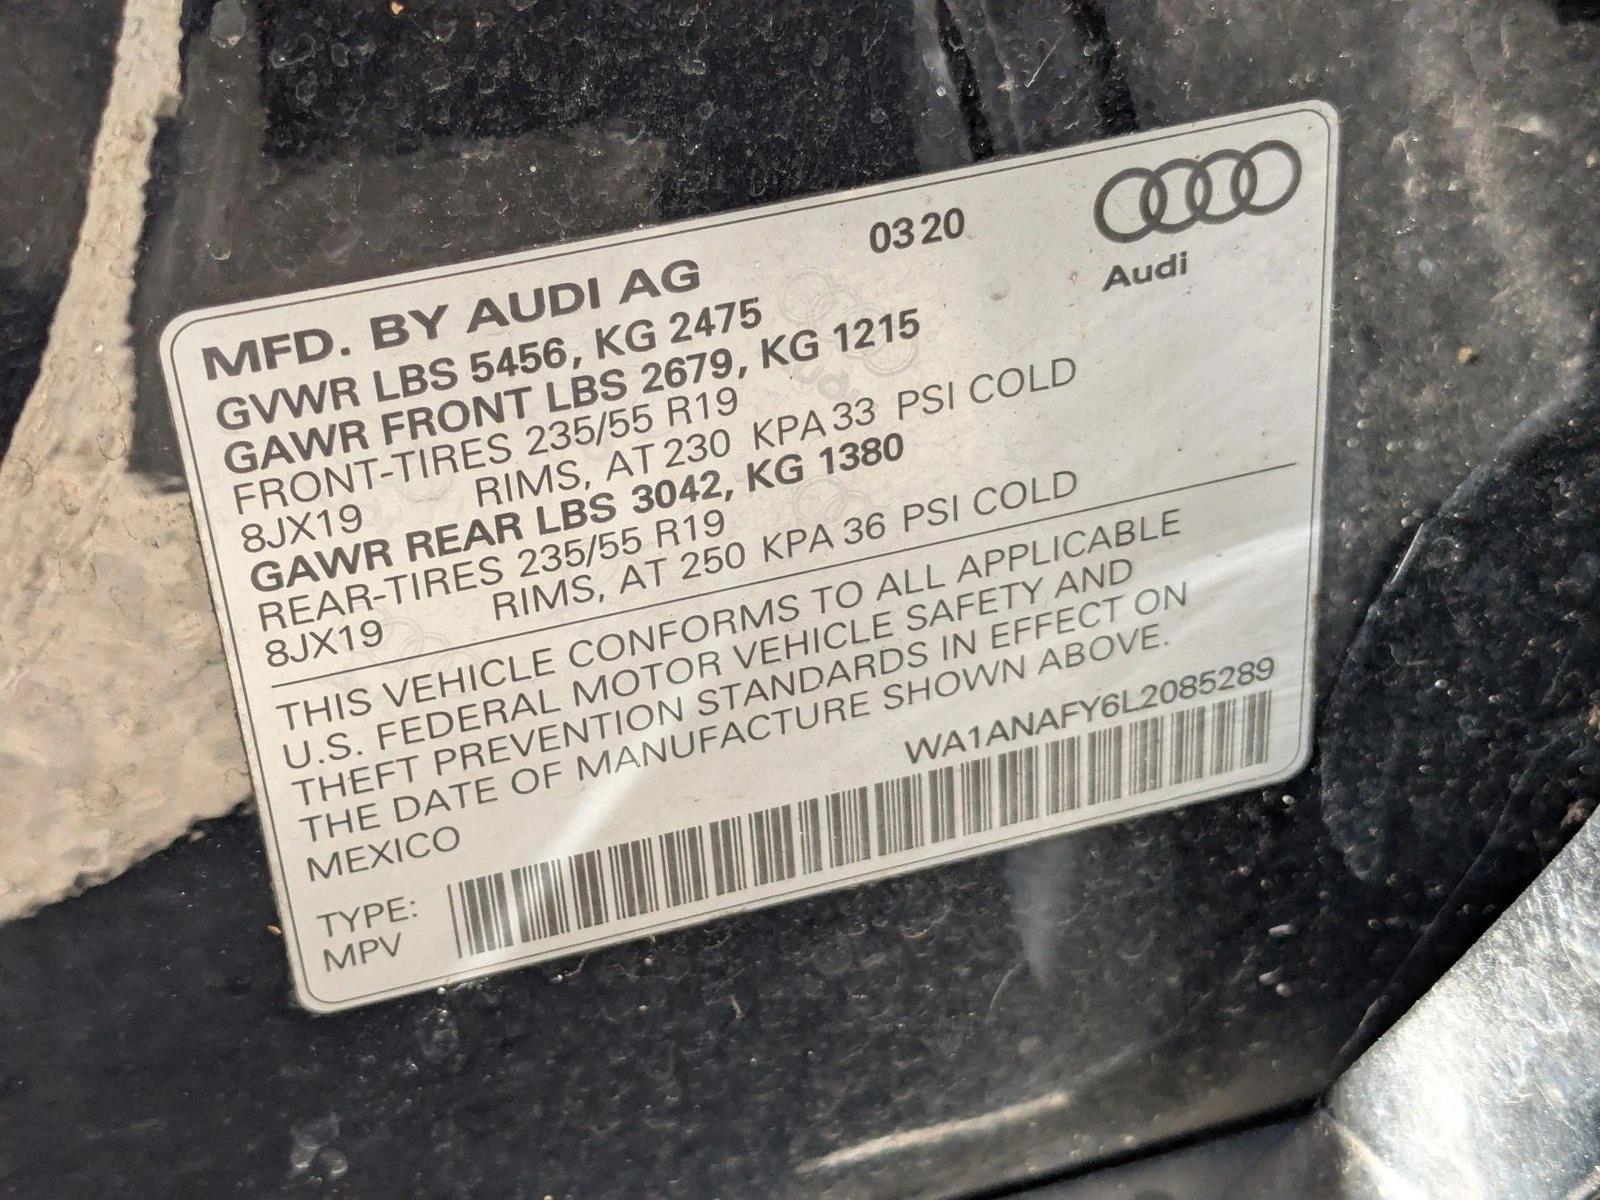 MFD. BY AUDI AG 0320
Audi
GVWR LBS 5456, KG 2475
GAWR FRONT LBS 2679, KG 1215
FRONT-TIRES 235/55 R19
8JX19 RIMS, AT 230 KPA 33 PSI COLD
GAWR REAR LBS 3042, KG 1380
REAR-TIRES 235/55 R19
8JX19 RIMS, AT 250 KPA 36 PSI COLD
THIS VEHICLE CONFORMS TO ALL APPLICABLE
U.S. FEDERAL MOTOR VEHICLE SAFETY AND
THEFT PREVENTION STANDARDS IN EFFECT ON
THE DATE OF MANUFACTURE SHOWN ABOVE.
MEXICO WA1ANAFY6L2085289
TYPE:
MPV